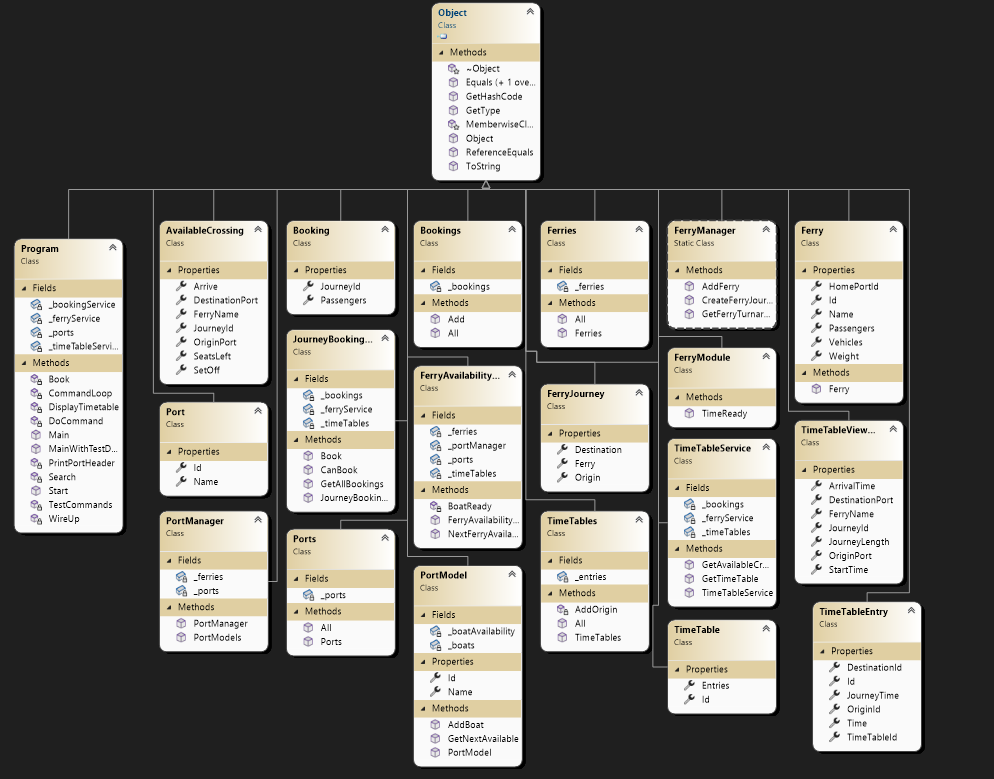 Object
Class
Methods
~Object
Equals (+ 1 ove...
GetHashCode
GetType
MemberwiseCl...
Object
ReferenceEquals
ToString
Program
Class
Fields
_bookingService
_ferryService
_ports
_timeTableServi...
Methods
Book
CommandLoop
DisplayTimetable
DoCommand
Main
MainWithTestD...
PrintPortHeader
Search
Start
TestCommands
WireUp
AvailableCrossing
Class
Properties
Arrive
DestinationPort
FerryName
JourneyId
OriginPort
SeatsLeft
SetOff
Port
Class
Properties
Id
Name
PortManager
Class
Fields
_ferries
_ports
Methods
PortManager
PortModels
Booking
Class
Properties
JourneyId
Passengers
JourneyBooking...
Class
Fields
_bookings
_ferryService
_timeTables
Methods
Book
CanBook
GetAllBookings
JourneyBookin...
Ports
Class
Fields
_ports
Methods
All
Ports
Bookings
Class
Fields
_bookings
Methods
Add
All
FerryAvailability...
Class
Fields
_ferries
_portManager
_ports
_timeTables
Methods
BoatReady
FerryAvailability...
NextFerryAvaila...
PortModel
Class
Fields
_boatAvailability
_boats
Properties
Id
Name
Methods
AddBoat
GetNextAvailable
PortModel
Ferries
Class
Fields
_ferries
Methods
All
Ferries
FerryJourney
Class
Properties
Destination
Ferry
Origin
TimeTables
Class
Fields
_entries
Methods
AddOrigin
All
TimeTables
FerryManager
Static Class
Methods
AddFerry
CreateFerryJour...
GetFerryTurnar...
FerryModule
Class
Methods
TimeReady
TimeTableService
Class
Fields
_bookings
_ferryService
_timeTables
Methods
GetAvailableCr...
GetTimeTable
TimeTableService
TimeTable
Class
Properties
Entries
Id
Ferry
Class
Properties
HomePortId
Id
Name
Passengers
Vehicles
Weight
Methods
Ferry
TimeTableView...
Class
Properties
ArrivalTime
DestinationPort
FerryName
JourneyId
JourneyLength
OriginPort
StartTime
TimeTableEntry
Class
Properties
DestinationId
Id
JourneyTime
OriginId
Time
TimeTableId